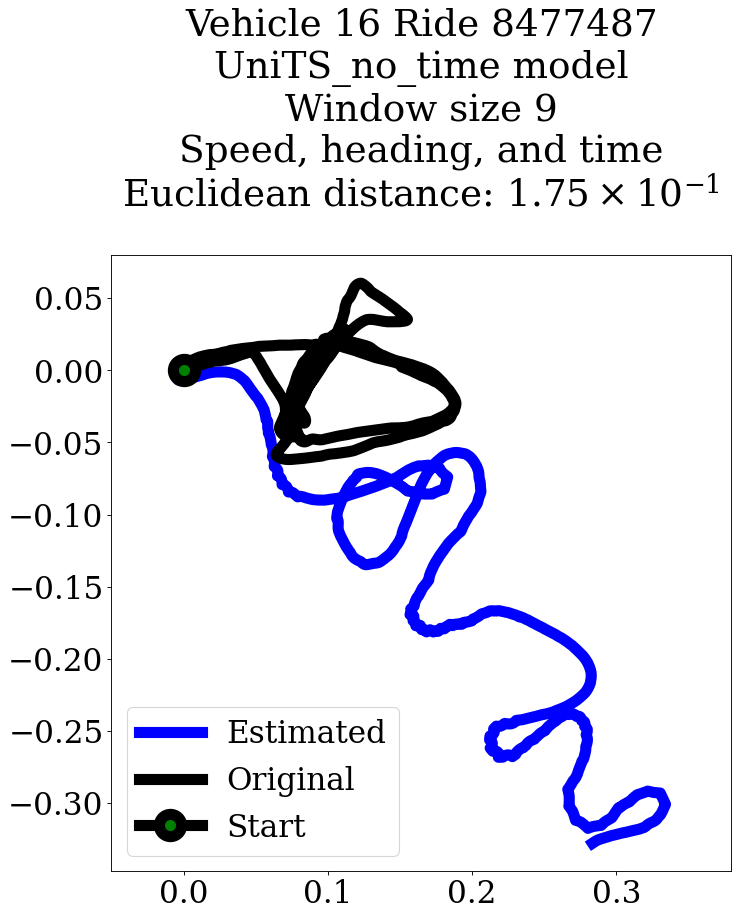 Vehicle 16 Ride 8477487
UniTS_no_time model
Window size 9
Speed, heading, and time
Euclidean distance: $1.75 \times 10^{-1}$
0.05
0.00
−0.05
−0.10
−0.15
−0.20
−0.25
−0.30
Estimated
Original
Start
0.0 0.1 0.2 0.3